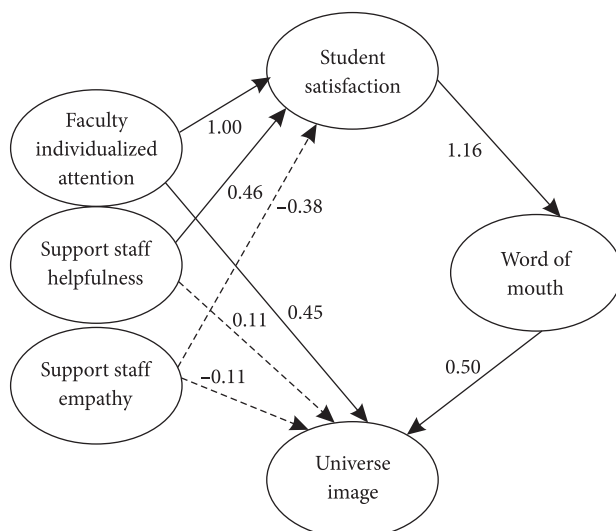 Student
satisfaction
Faculty
individualized
attention
1.00
1.16
0.46
–0.38
Support staff
helpfulness
Word of
mouth
0.11
0.45
Support staff
empathy
–0.11
0.50
Universe
image